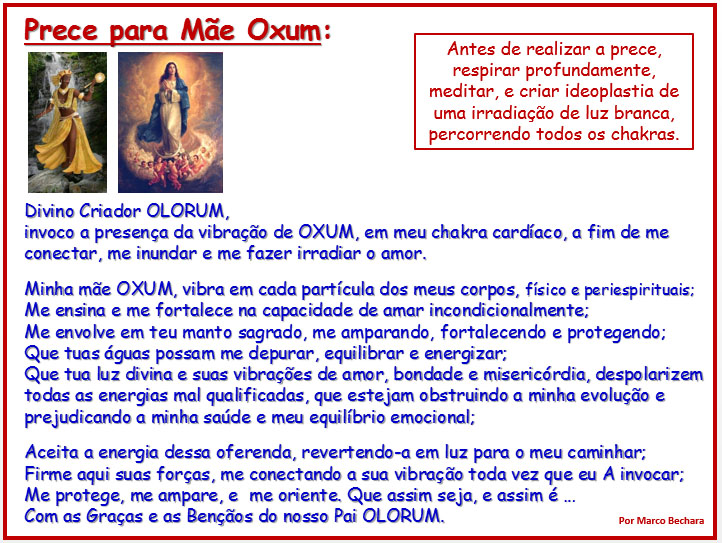 Prece para Mãe Oxum:
Antes de realizar a prece,
respirar profundamente,
meditar, e criar ideoplastia de
uma irradiação de luz branca,
percorrendo todos os chakras.
Divino Criador OLORUM,
invoco a presença da vibração de OXUM, em meu chakra cardíaco, a fim de me
conectar, me inundar e me fazer irradiar o amor.
Minha mãe OXUM, vibra em cada partícula dos meus corpos, físico e periespirituais;
Me ensina e me fortalece na capacidade de amar incondicionalmente;
Me envolve em teu manto sagrado, me amparando, fortalecendo e protegendo;
Que tuas águas possam me depurar, equilibrar e energizar;
Que tua luz divina e suas vibrações de amor, bondade e misericórdia, despolarizem
todas as energias mal qualificadas, que estejam obstruindo a minha evolução e
prejudicando a minha saúde e meu equilíbrio emocional;
Aceita a energia dessa oferenda, revertendo-a em luz para o meu caminhar;
Firme aqui suas forças, me conectando a sua vibração toda vez que eu A invocar;
Me protege, me ampare, e  me oriente. Que assim seja, e assim é ...
Com as Graças e as Bençãos do nosso Pai OLORUM.
Por Marco Bechara